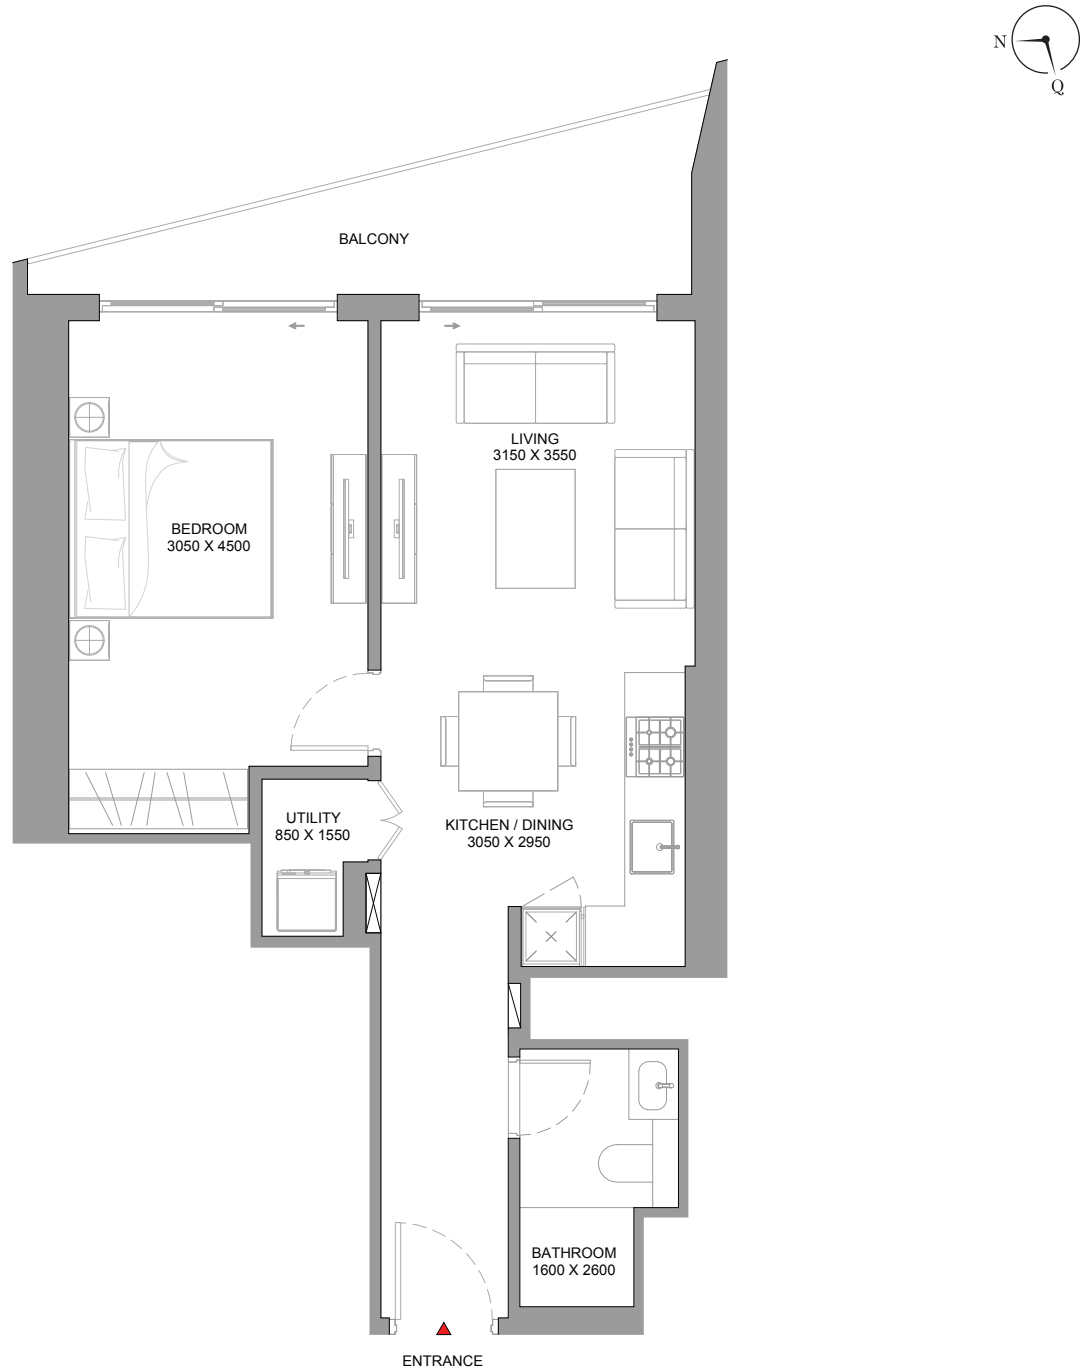 N
Q
BALCONY
LIVING
3150 X 3550
BEDROOM
3050 X 4500
UTILITY
850 X 1550
KITCHEN / DINING
3050 X 2950
BATHROOM
1600 X 2600
ENTRANCE